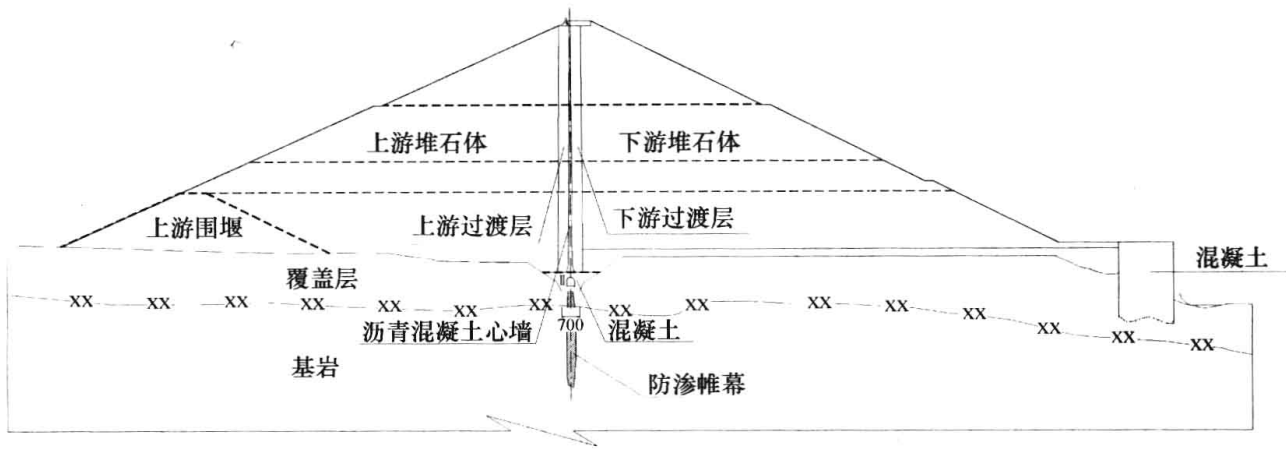 上游堆石体
下游堆石体
上游围堰
上游过渡层
下游过渡层
混凝土
覆盖层
XX XX XX XX XX XX XX XX XX XX XX XX XX XX XX
700
沥青混凝土心墙
混凝土
基岩
防渗帷幕